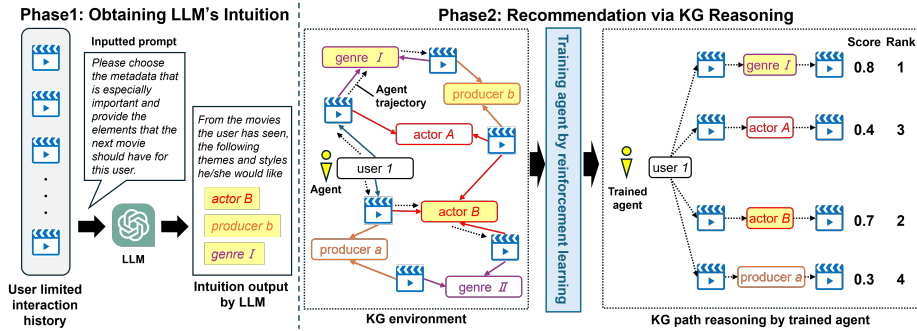 Phase1: Obtaining LLM's Intuition
Inputted prompt
Please choose
the metadata that
is especially
important and
provide the
elements that the
next movie
should have for
this user.
LLM
User limited
interaction
history
From the movies
the user has seen,
the following
themes and styles
he/she would like
actor B
producer b
genre I
Intuition output
by LLM
Phase2: Recommendation via KG Reasoning
genre I
Agent
trajectory
producer b
actor A
user 1
Agent
actor B
producer a
genre II
KG environment
Training agent by reinforcement learning
Score Rank
genre I 0.8 1
actor A 0.4 3
user 1
Trained
agent
actor B 0.7 2
producer a 0.3 4
KG path reasoning by trained agent